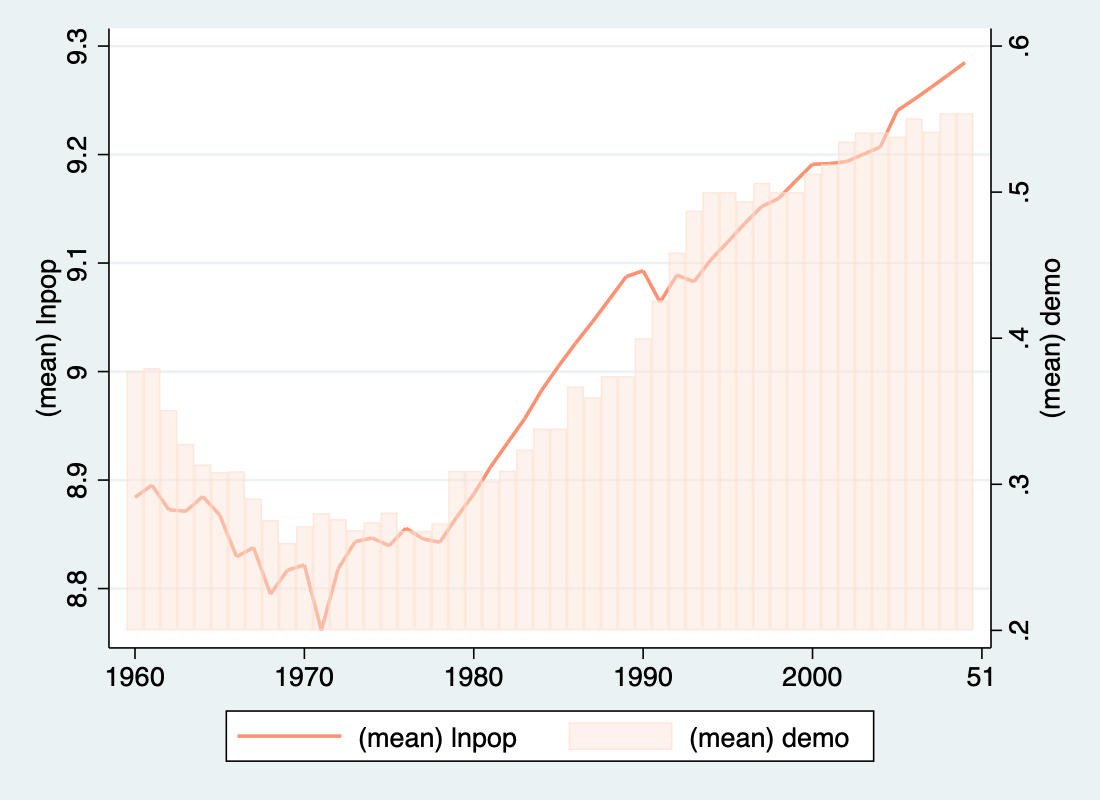 (mean) lnpop
9.3
9.2
9.1
9
8.9
8.8
.6
.5
.4
.3
.2
(mean) demo
1960 1970 1980 1990 2000 51
(mean) lnpop (mean) demo